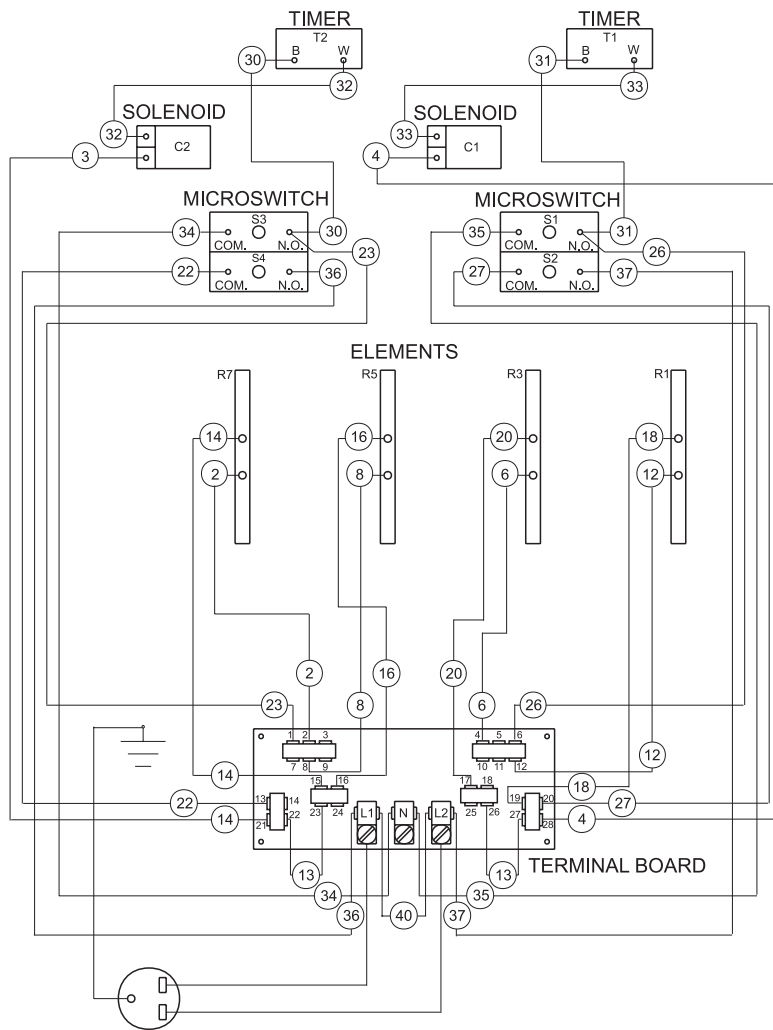 TIMER TIMER
T2 T1
30 B W 31 B W
32 33
SOLENOID SOLENOID
32 33
C2 C1
3 4
MICROSWITCH MICROSWITCH
S3 S1
34 30 35 31
COM. N.O. COM. N.O.
23 26
S4 S2
22 36 27 37
COM. N.O. COM. N.O.
ELEMENTS
R7 R5 R3 R1
14 16 20 18
2 8 6 12
2 16 20
23 8 6 26
1 2 3 4 5 6
12
7 8 9 10 11 12
14 15 16 17 18 18
22 13 14 19 20 27
14 21 22 23 24 L1 N L2 25 26 27 28 4
13 13 TERMINAL BOARD
34 35
36 40 37